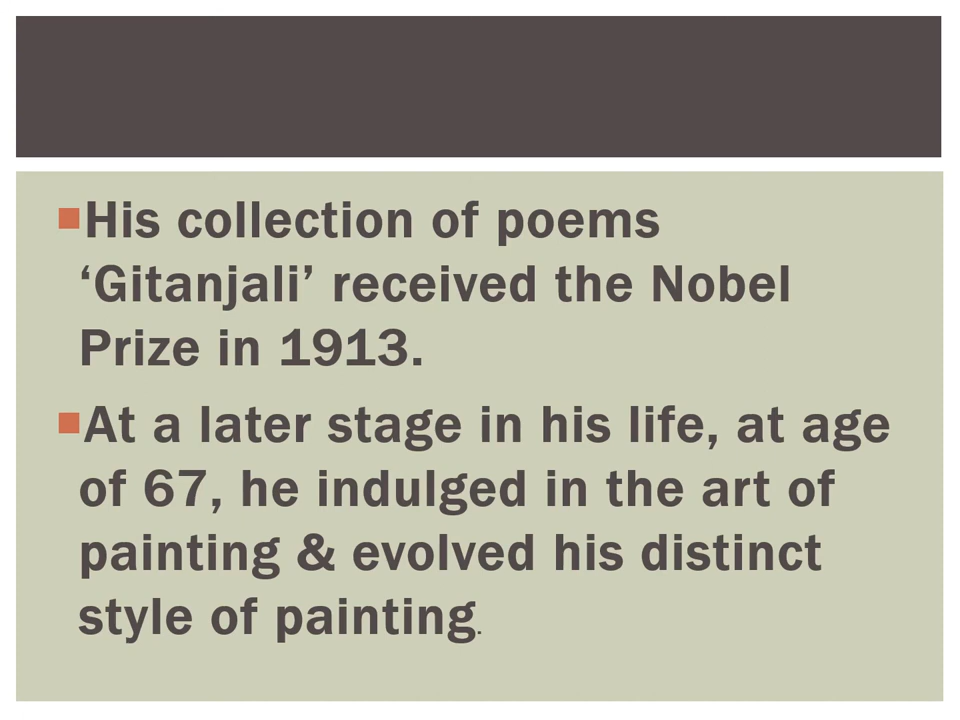 His collection of poems
‘Gitanjali’ received the Nobel
Prize in 1913.
At a later stage in his life, at age
of 67, he indulged in the art of
painting & evolved his distinct
style of painting.